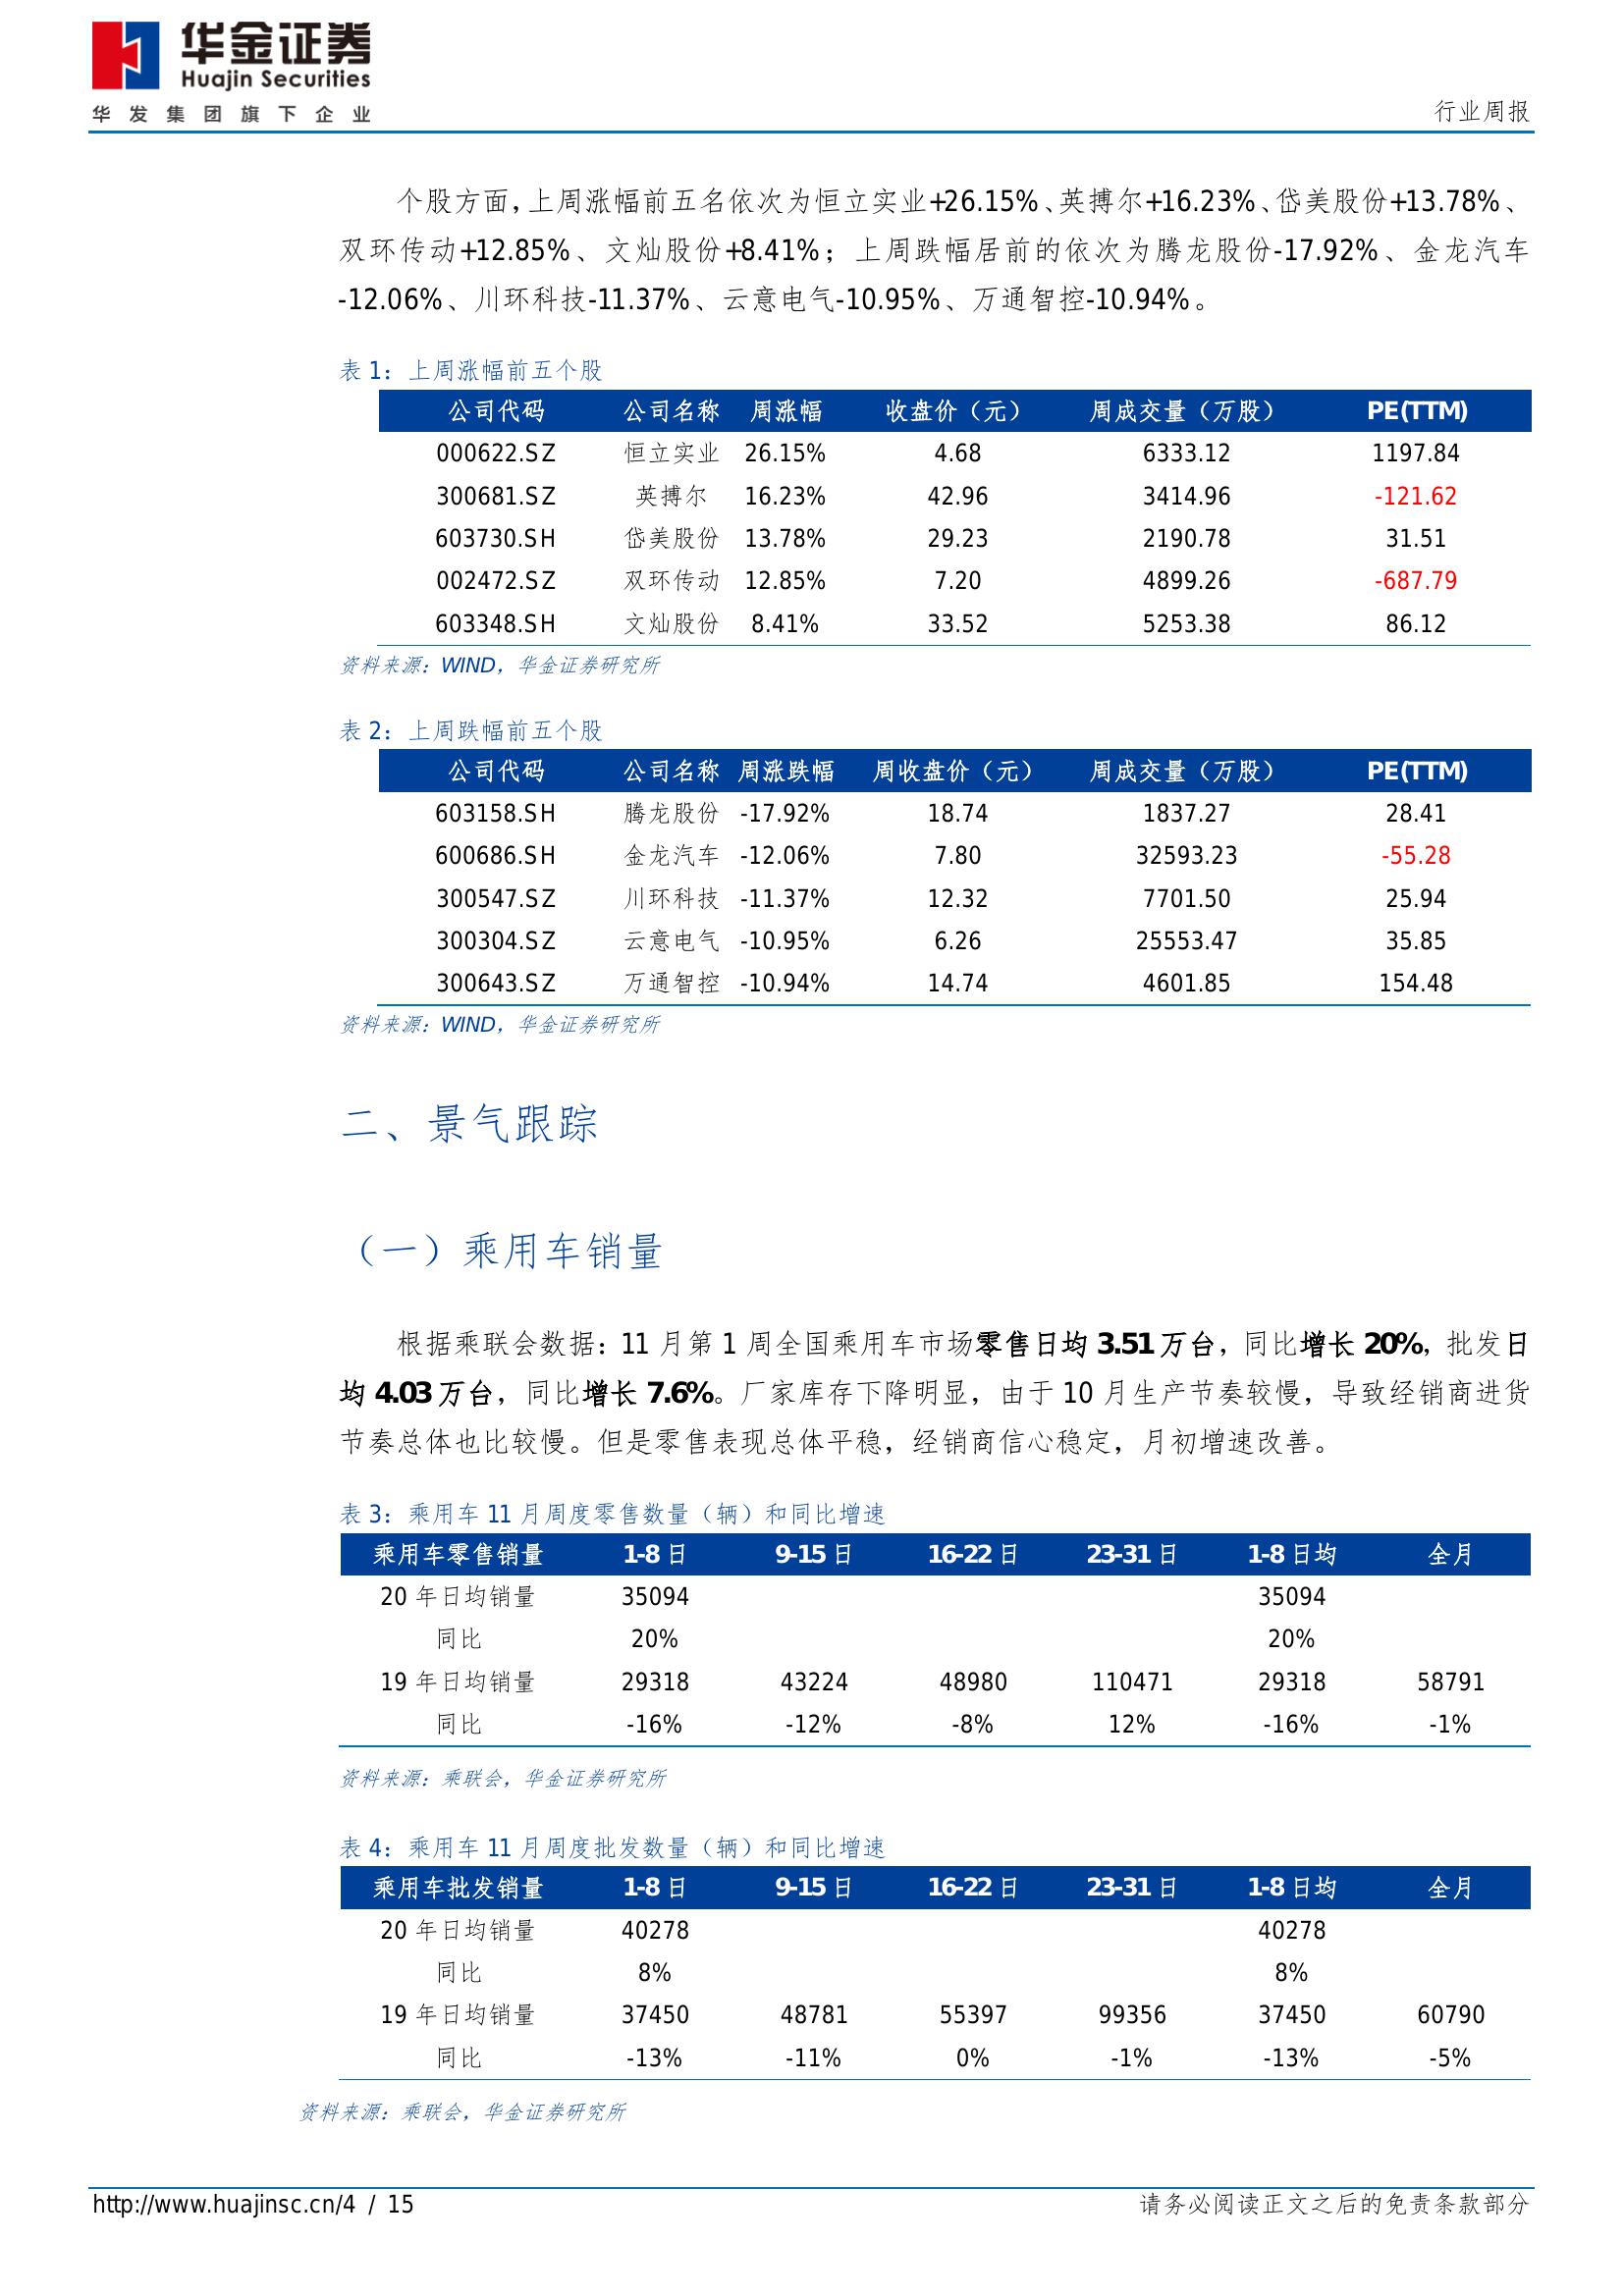 华金证券
Huajin Securities
华发集团旗下企业
行业周报
个股方面，上周涨幅前五名依次为恒立实业+26.15%、英搏尔+16.23%、岱美股份+13.78%、
双环传动+12.85%、文灿股份+8.41%；上周跌幅居前的依次为腾龙股份-17.92%、金龙汽车
-12.06%、川环科技-11.37%、云意电气-10.95%、万通智控-10.94%。
表 1：上周涨幅前五个股
公司代码 公司名称 周涨幅 收盘价（元） 周成交量（万股） PE(TTM)
000622.SZ 恒立实业 26.15% 4.68 6333.12 1197.84
300681.SZ 英搏尔 16.23% 42.96 3414.96 -121.62
603730.SH 岱美股份 13.78% 29.23 2190.78 31.51
002472.SZ 双环传动 12.85% 7.20 4899.26 -687.79
603348.SH 文灿股份 8.41% 33.52 5253.38 86.12
资料来源：WIND，华金证券研究所
表 2：上周跌幅前五个股
公司代码 公司名称 周涨跌幅 周收盘价（元） 周成交量（万股） PE(TTM)
603158.SH 腾龙股份 -17.92% 18.74 1837.27 28.41
600686.SH 金龙汽车 -12.06% 7.80 32593.23 -55.28
300547.SZ 川环科技 -11.37% 12.32 7701.50 25.94
300304.SZ 云意电气 -10.95% 6.26 25553.47 35.85
300643.SZ 万通智控 -10.94% 14.74 4601.85 154.48
资料来源：WIND，华金证券研究所
二、景气跟踪
（一）乘用车销量
根据乘联会数据：11 月第 1 周全国乘用车市场零售日均 3.51 万台，同比增长 20%，批发日
均 4.03 万台，同比增长 7.6%。厂家库存下降明显，由于 10 月生产节奏较慢，导致经销商进货
节奏总体也比较慢。但是零售表现总体平稳，经销商信心稳定，月初增速改善。
表 3：乘用车 11 月周度零售数量（辆）和同比增速
乘用车零售销量 1-8 日 9-15 日 16-22 日 23-31 日 1-8 日均 全月
20 年日均销量 35094 35094
同比 20% 20%
19 年日均销量 29318 43224 48980 110471 29318 58791
同比 -16% -12% -8% 12% -16% -1%
资料来源：乘联会，华金证券研究所
表 4：乘用车 11 月周度批发数量（辆）和同比增速
乘用车批发销量 1-8 日 9-15 日 16-22 日 23-31 日 1-8 日均 全月
20 年日均销量 40278 40278
同比 8% 8%
19 年日均销量 37450 48781 55397 99356 37450 60790
同比 -13% -11% 0% -1% -13% -5%
资料来源：乘联会，华金证券研究所
http://www.huajinsc.cn/4 / 15
请务必阅读正文之后的免责条款部分